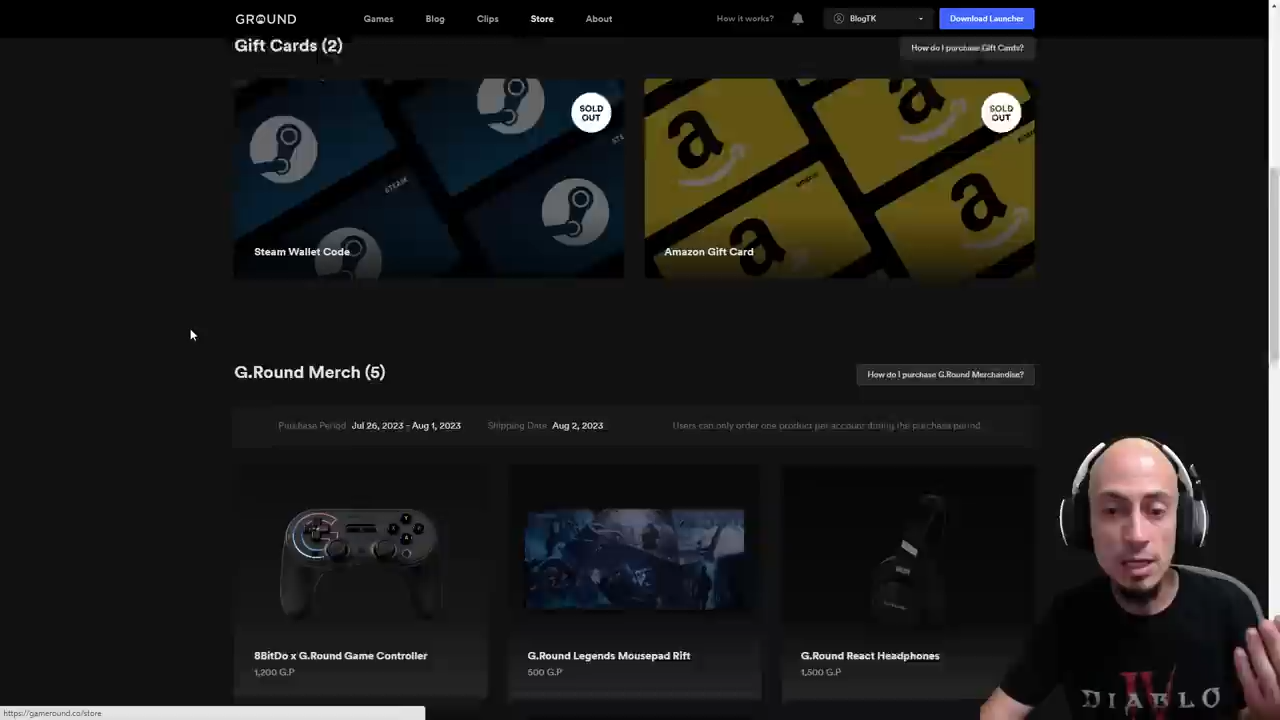 GROUND
Games
Blog
Clips
Store
About
How it works?
BlogTK
Download Launcher
Gift Cards (2)
How do I purchase Gift Cards?
SOLD OUT
STEAM
Steam Wallet Code
SOLD OUT
amazon
Amazon Gift Card
G.Round Merch (5)
How do I purchase G.Round Merchandise?
Purchase Period Jul 26, 2023 - Aug 1, 2023
Shipping Date Aug 2, 2023
Users can only order one product per account during the purchase period.
8BitDo x G.Round Game Controller
1,200 G.P
G.Round Legends Mousepad Rift
500 G.P
G.Round React Headphones
1,500 G.P
DIABLO
IV
https://gameround.co/store